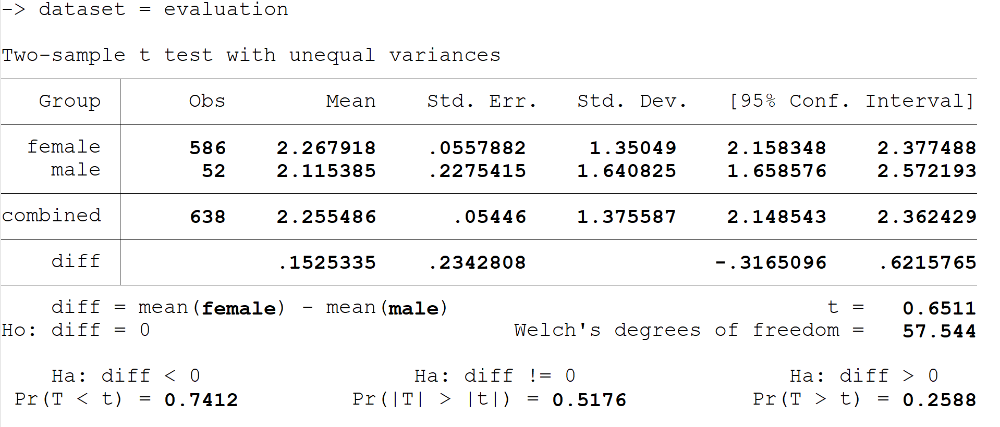 -> dataset = evaluation
Two-sample t test with unequal variances
Group Obs Mean Std. Err. Std. Dev. [95% Conf. Interval]
female 586 2.267918 .0557882 1.35049 2.158348 2.377488
male 52 2.115385 .2275415 1.640825 1.658576 2.572193
combined 638 2.255486 .05446 1.375587 2.148543 2.362429
diff .1525335 .2342808 -.3165096 .6215765
diff = mean(female) - mean(male) t = 0.6511
Ho: diff = 0 Welch's degrees of freedom = 57.544
Ha: diff < 0 Ha: diff != 0 Ha: diff > 0
Pr(T < t) = 0.7412 Pr(|T| > |t|) = 0.5176 Pr(T > t) = 0.2588